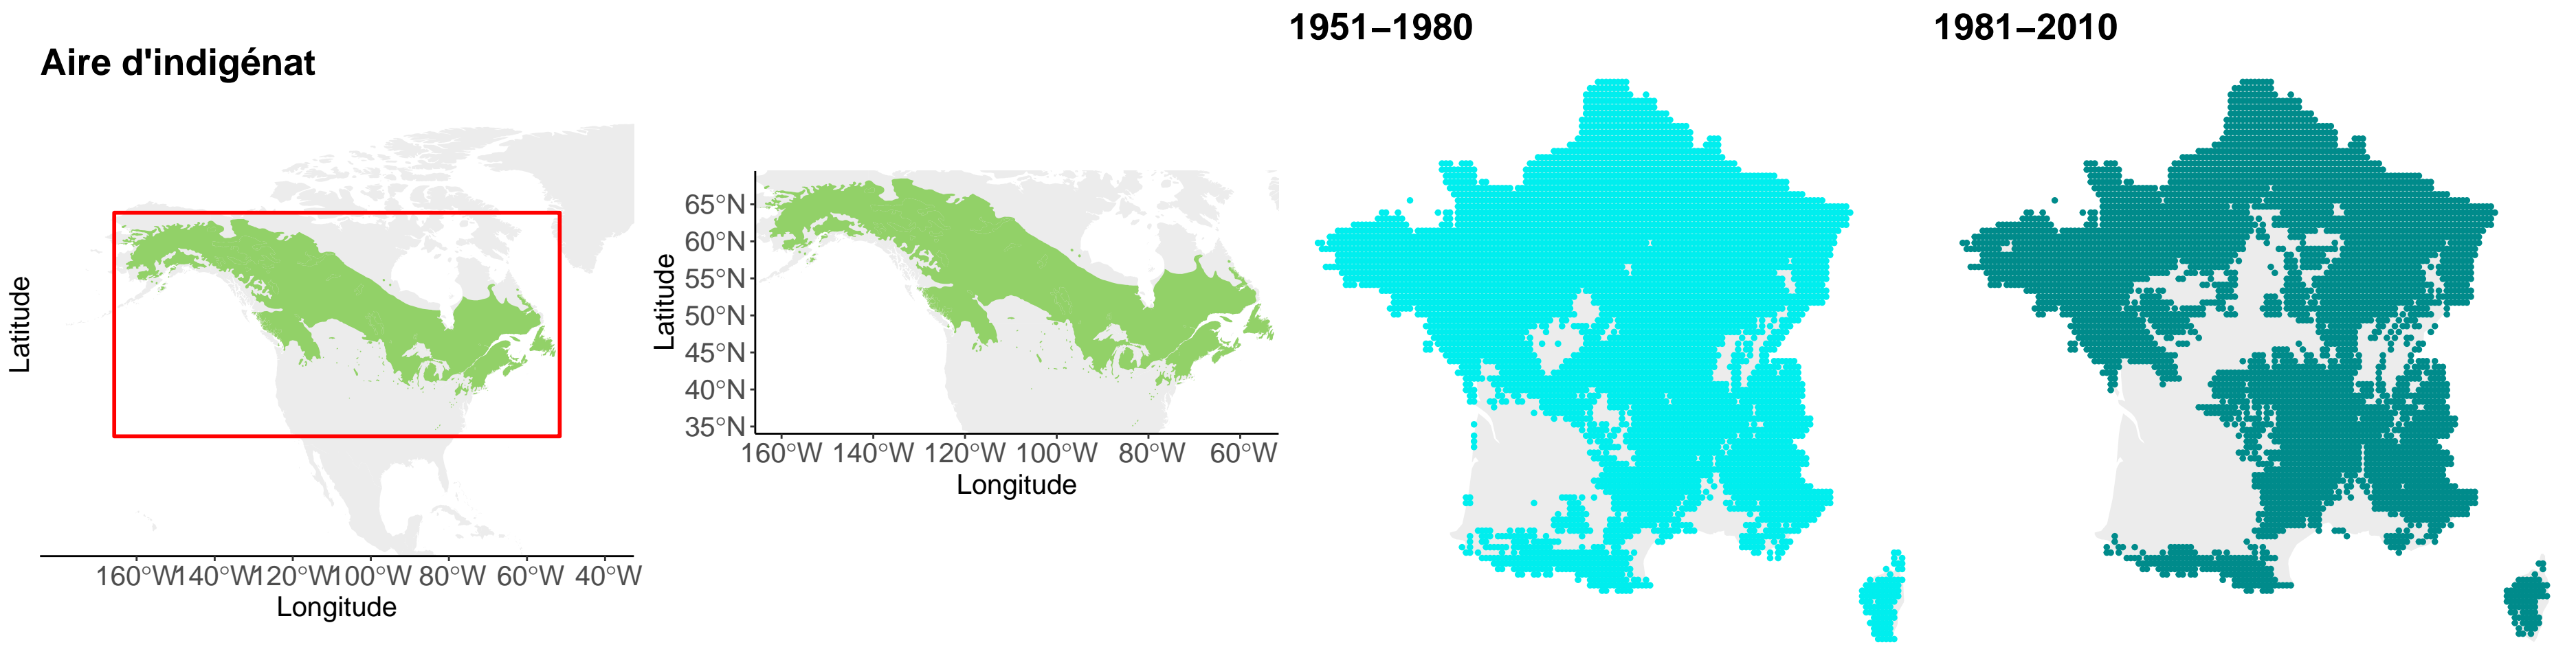 Aire d'indigénat
Latitude
160°W140°W120°W100°W 80°W 60°W 40°W
Longitude
65°N
60°N
55°N
50°N
45°N
40°N
35°N
Latitude
160°W 140°W 120°W 100°W 80°W 60°W
Longitude
1951–1980
1981–2010